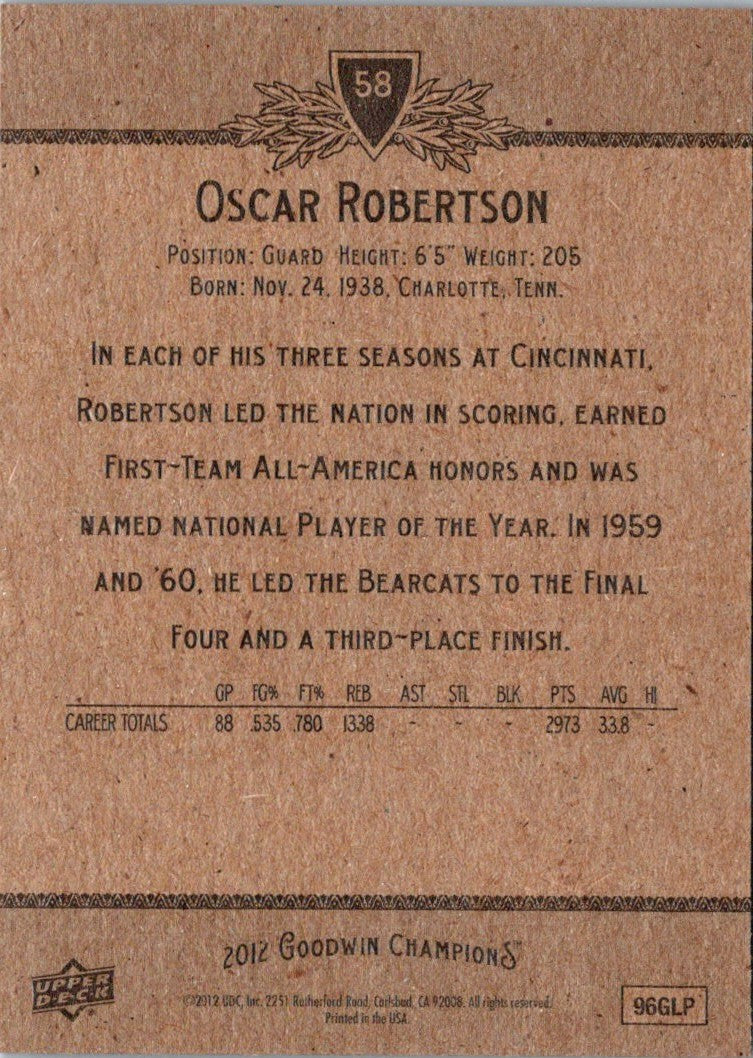 58
OSCAR ROBERTSON
POSITION: GUARD HEIGHT: 6'5" WEIGHT: 205
BORN: NOV. 24, 1938, CHARLOTTE, TENN.
IN EACH OF HIS THREE SEASONS AT CINCINNATI,
ROBERTSON LED THE NATION IN SCORING, EARNED
FIRST~TEAM ALL~AMERICA HONORS AND WAS
NAMED NATIONAL PLAYER OF THE YEAR. IN 1959
AND '60, HE LED THE BEARCATS TO THE FINAL
FOUR AND A THIRD~PLACE FINISH.
GP FG% FT% REB AST STL BLK PTS AVG HI
CAREER TOTALS 88 .535 .780 1338 - - - 2973 33.8 -
2012 GOODWIN CHAMPIONS™
UPPER
DECK
©2012 UDC, Inc. 2251 Rutherford Road, Carlsbad, CA 92008. All rights reserved.
Printed in the USA
96GLP